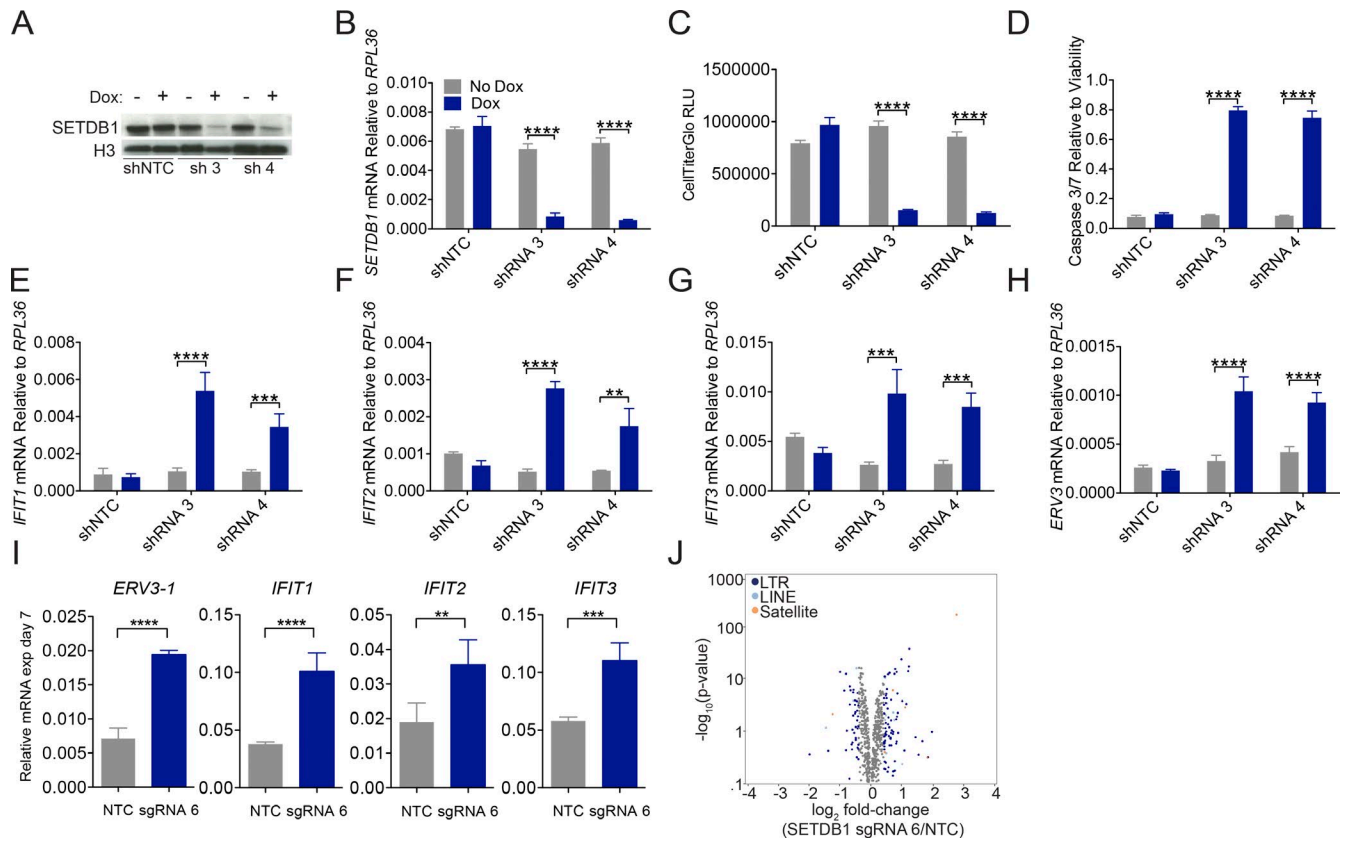 A
Dox: - + - + - +
SETDB1
H3
shNTC sh 3 sh 4
B
SETDB1 mRNA Relative to RPL36
0.010
0.008
0.006
0.004
0.002
0.000
No Dox
Dox
****
****
shNTC
shRNA 3
shRNA 4
C
CellTiterGlo RLU
1500000
1000000
500000
0
****
****
shNTC
shRNA 3
shRNA 4
D
Caspase 3/7 Relative to Viability
1.0
0.8
0.6
0.4
0.2
0.0
****
****
shNTC
shRNA 3
shRNA 4
E
IFIT1 mRNA Relative to RPL36
0.008
0.006
0.004
0.002
0.000
****
***
shNTC
shRNA 3
shRNA 4
F
IFIT2 mRNA Relative to RPL36
0.004
0.003
0.002
0.001
0.000
****
**
shNTC
shRNA 3
shRNA 4
G
IFIT3 mRNA Relative to RPL36
0.015
0.010
0.005
0.000
***
***
shNTC
shRNA 3
shRNA 4
H
ERV3 mRNA Relative to RPL36
0.0015
0.0010
0.0005
0.0000
****
****
shNTC
shRNA 3
shRNA 4
I
Relative mRNA exp day 7
ERV3-1
0.025
0.020
0.015
0.010
0.005
0.000
****
NTC sgRNA 6
IFIT1
0.15
0.10
0.05
0.00
****
NTC sgRNA 6
IFIT2
0.05
0.04
0.03
0.02
0.01
0.00
**
NTC sgRNA 6
IFIT3
0.15
0.10
0.05
0.00
***
NTC sgRNA 6
J
-log10(p-value)
1000
100
10
1
.1
LTR
LINE
Satellite
-4 -3 -2 -1 0 1 2 3 4
log2 fold-change
(SETDB1 sgRNA 6/NTC)